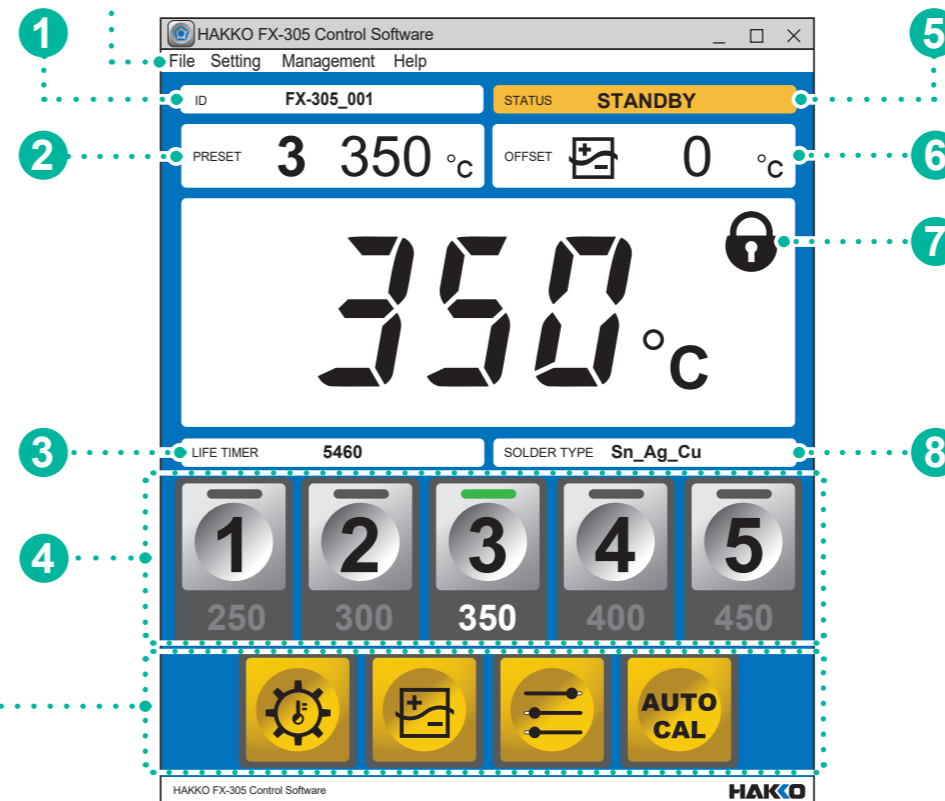 HAKKO FX-305 Control Software
File Setting Management Help
1
5
ID FX-305_001
STATUS STANDBY
2
PRESET 3 350 °C
OFFSET + - 0 °C
6
7
350 °C
3
LIFE TIMER 5460
SOLDER TYPE Sn_Ag_Cu
8
4
1 2 3 4 5
250 300 350 400 450
+ -
AUTO
CAL
HAKKO FX-305 Control Software
HAKKO